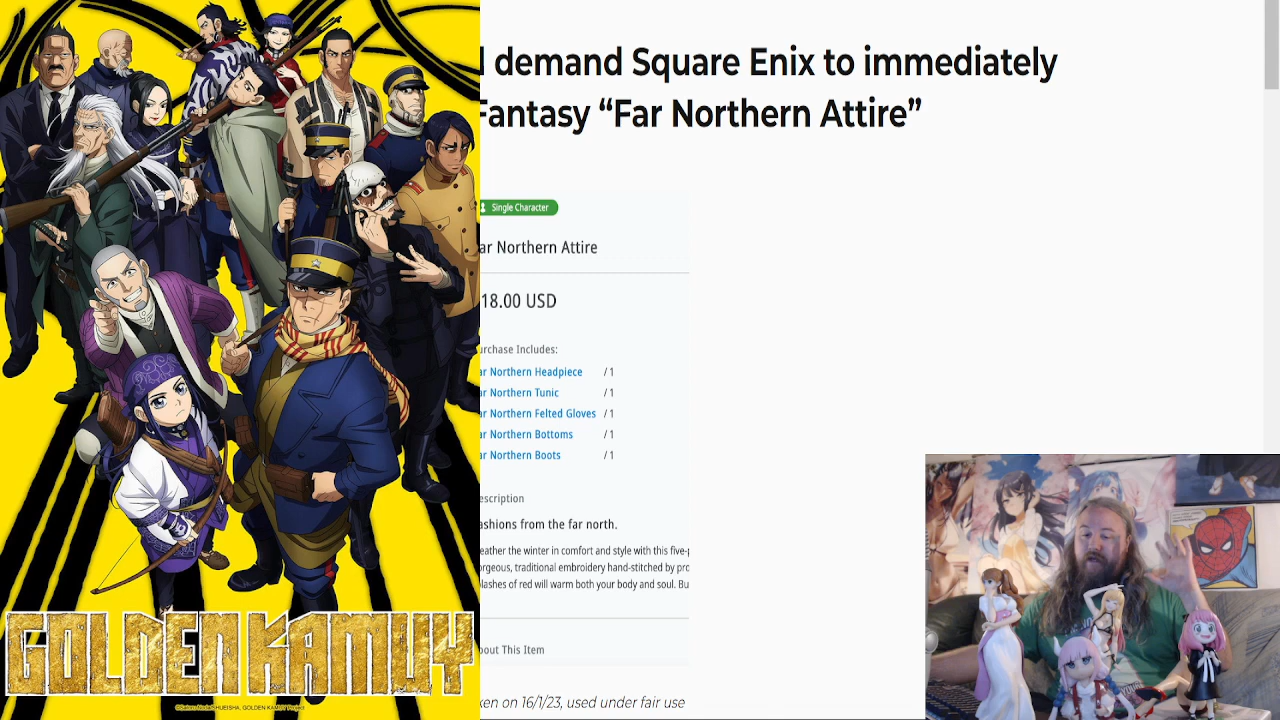 demand Square Enix to immediately
Fantasy “Far Northern Attire”
Single Character
ar Northern Attire
18.00 USD
urchase Includes:
ar Northern Headpiece / 1
ar Northern Tunic / 1
ar Northern Felted Gloves / 1
ar Northern Bottoms / 1
ar Northern Boots / 1
escription
ashions from the far north.
eather the winter in comfort and style with this five-p
orgeous, traditional embroidery hand-stitched by pro
plashes of red will warm both your body and soul. Bu
bout This Item
ken on 16/1/23, used under fair use
GOLDEN KAMUY